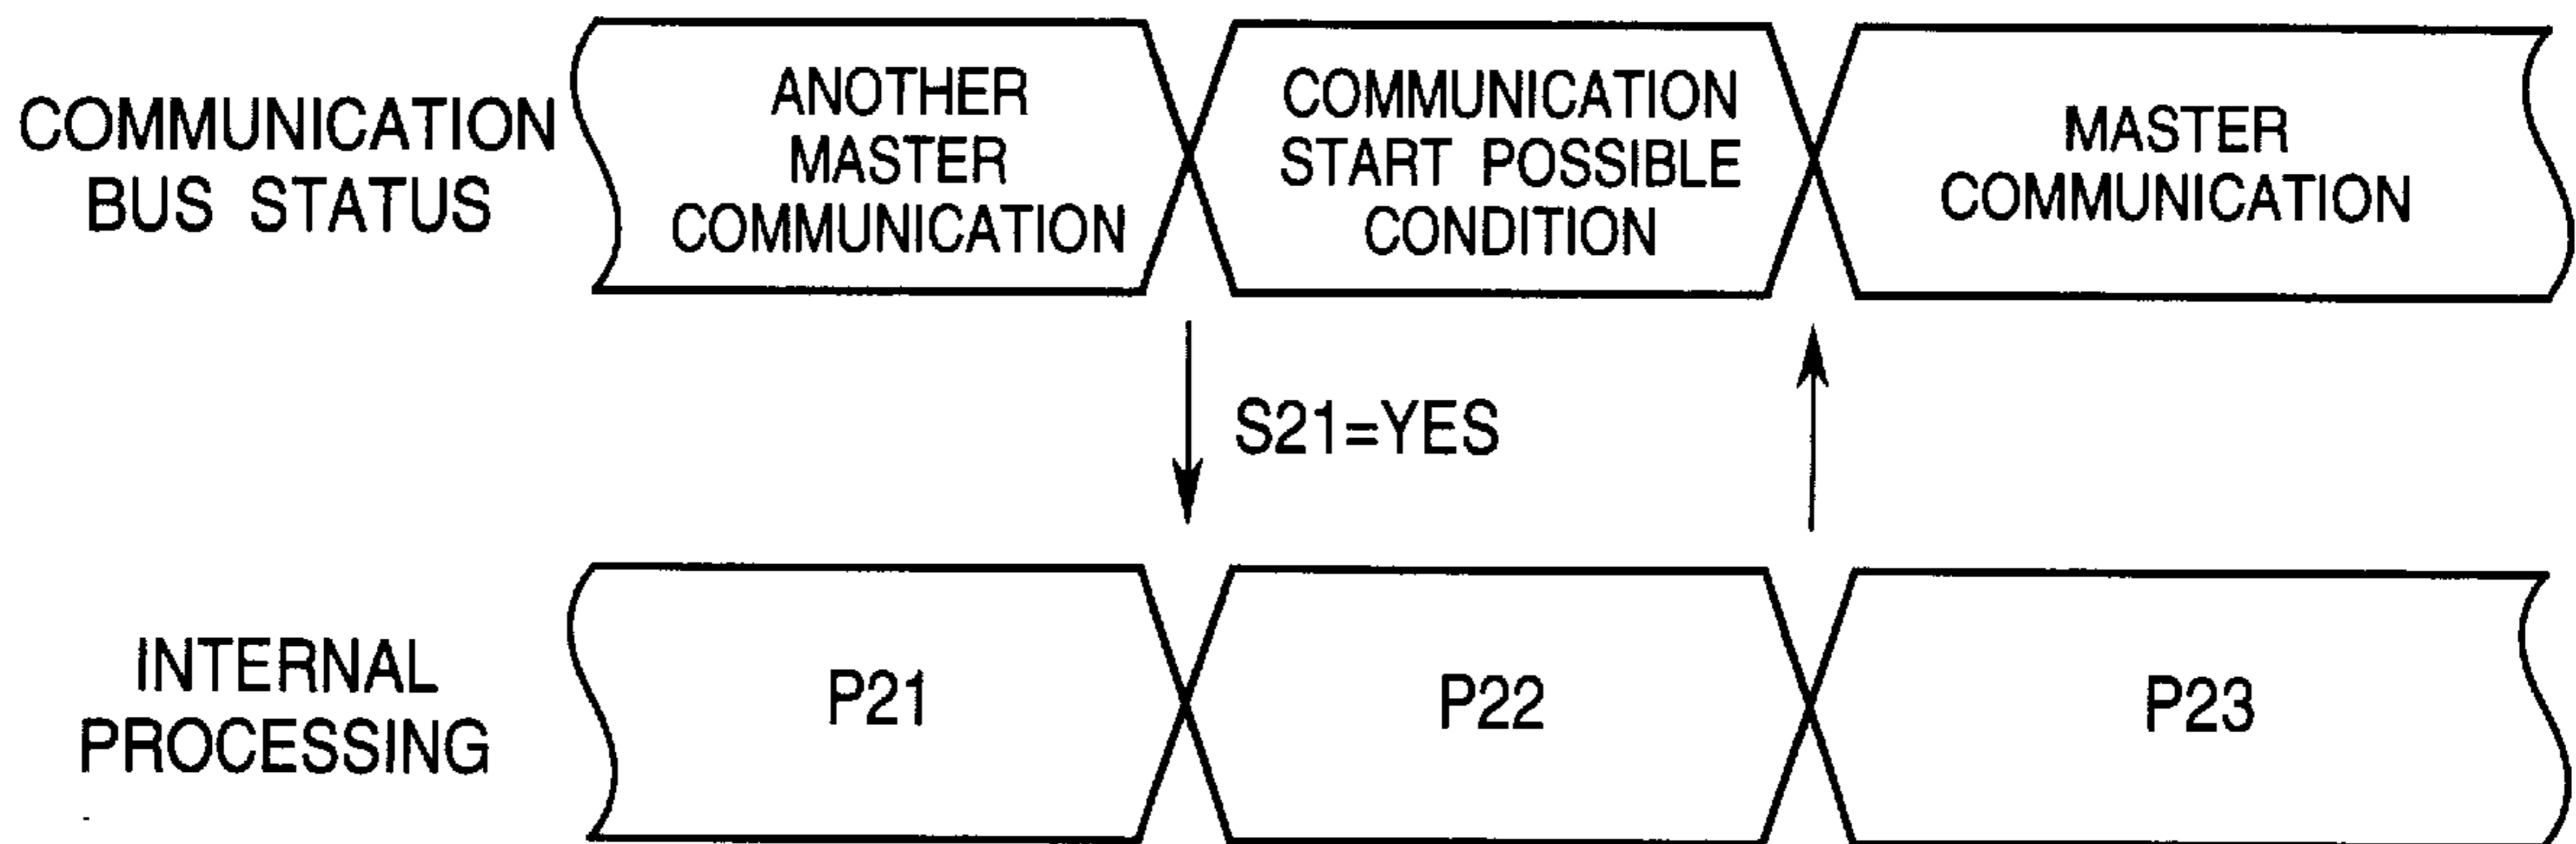 COMMUNICATION
BUS STATUS
ANOTHER
MASTER
COMMUNICATION
COMMUNICATION
START POSSIBLE
CONDITION
MASTER
COMMUNICATION
S21=YES
INTERNAL
PROCESSING
P21
P22
P23